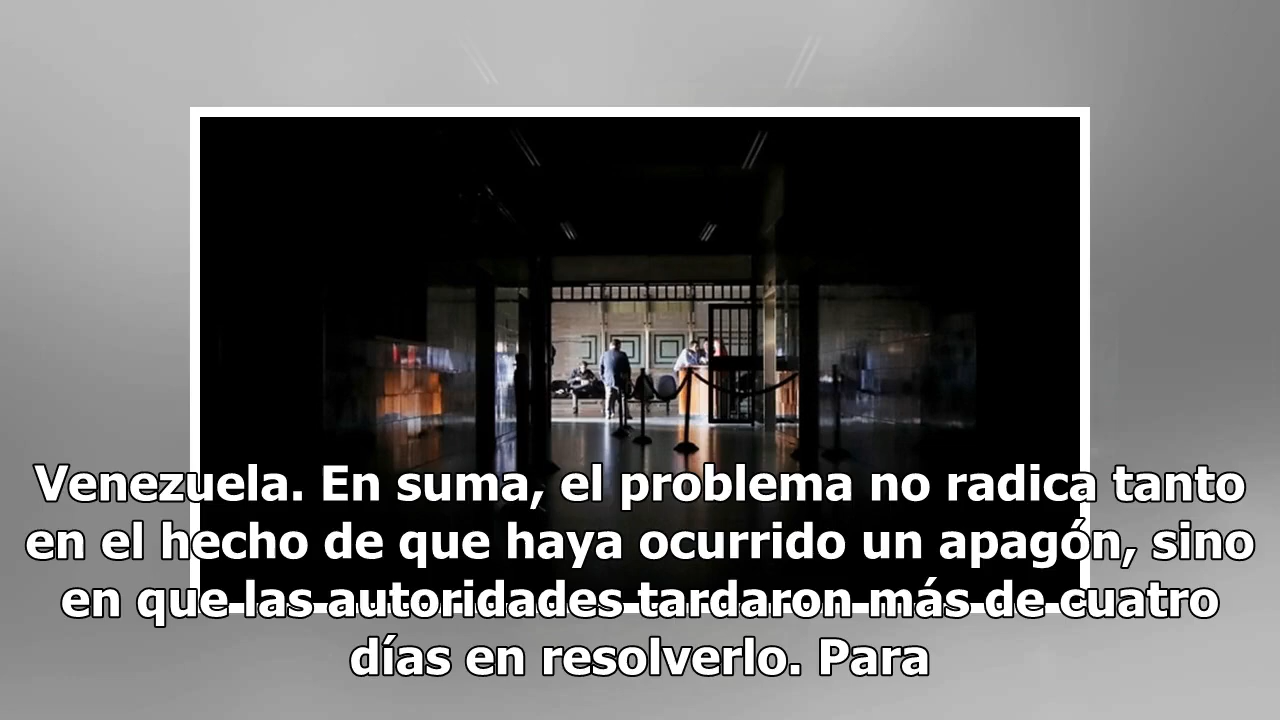 Venezuela. En suma, el problema no radica tanto
en el hecho de que haya ocurrido un apagón, sino
en que las autoridades tardaron más de cuatro
días en resolverlo. Para